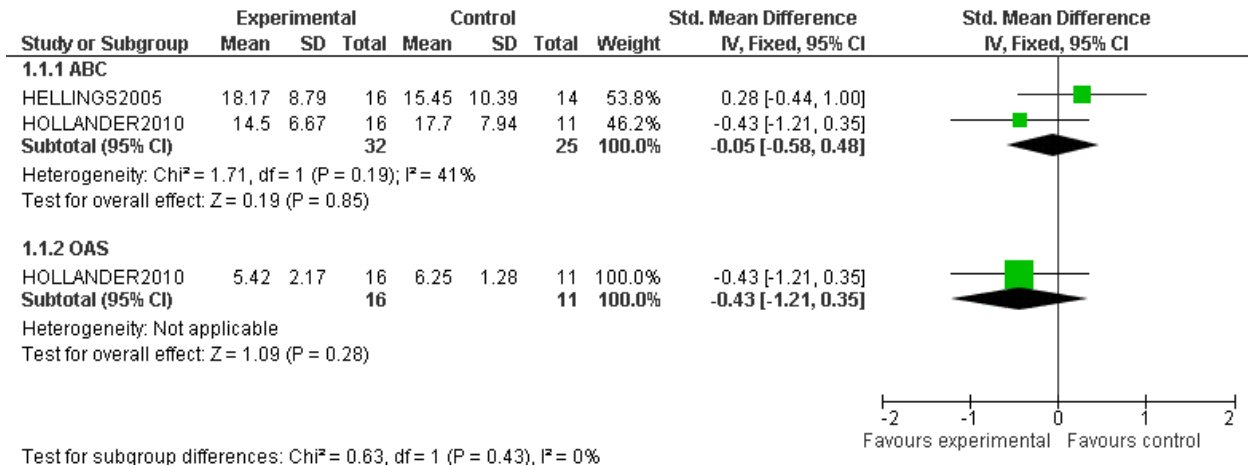 Experimental Control Std. Mean Difference Std. Mean Difference
Study or Subgroup Mean SD Total Mean SD Total Weight IV, Fixed, 95% CI IV, Fixed, 95% CI
1.1.1 ABC
HELLINGS2005 18.17 8.79 16 15.45 10.39 14 53.8% 0.28 [-0.44, 1.00]
HOLLANDER2010 14.5 6.67 16 17.7 7.94 11 46.2% -0.43 [-1.21, 0.35]
Subtotal (95% CI) 32 25 100.0% -0.05 [-0.58, 0.48]
Heterogeneity: Chi² = 1.71, df = 1 (P = 0.19); I² = 41%
Test for overall effect: Z = 0.19 (P = 0.85)
1.1.2 OAS
HOLLANDER2010 5.42 2.17 16 6.25 1.28 11 100.0% -0.43 [-1.21, 0.35]
Subtotal (95% CI) 16 11 100.0% -0.43 [-1.21, 0.35]
Heterogeneity: Not applicable
Test for overall effect: Z = 1.09 (P = 0.28)
-2 -1 0 1 2
Favours experimental Favours control
Test for subgroup differences: Chi² = 0.63, df = 1 (P = 0.43), I² = 0%